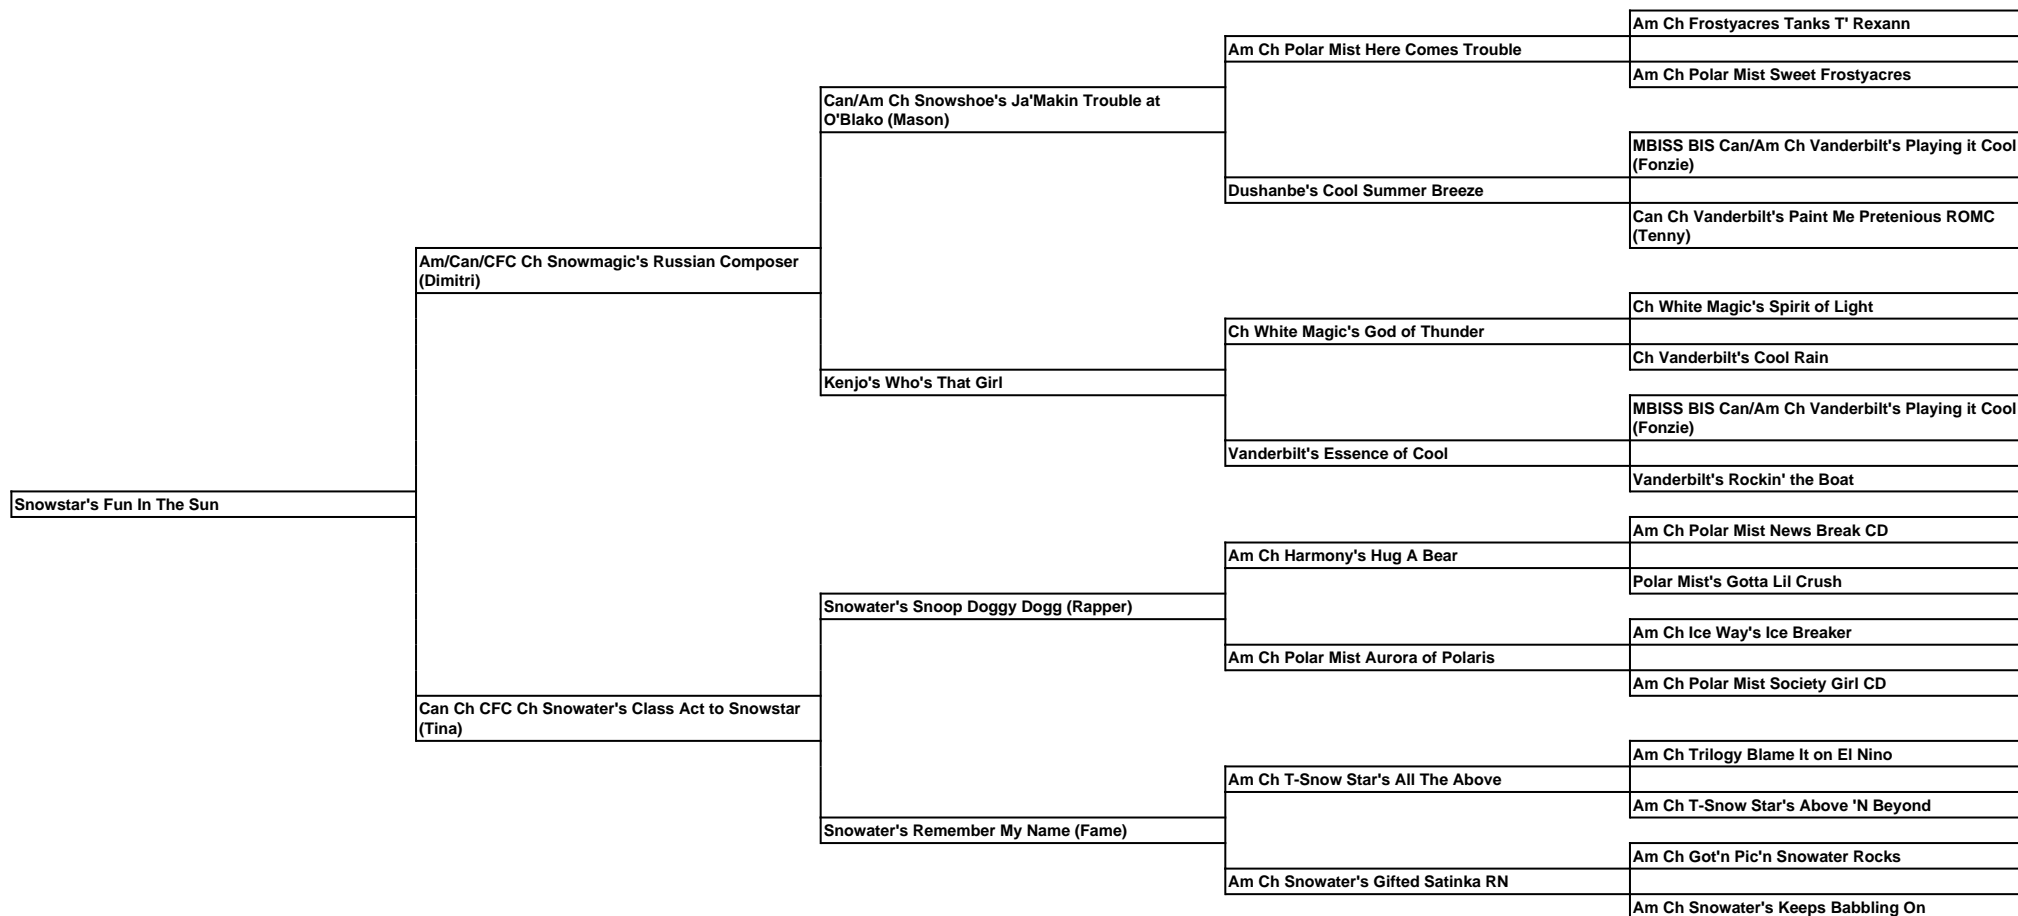 Am Ch Frostyacres Tanks T' Rexann
Am Ch Polar Mist Here Comes Trouble
Am Ch Polar Mist Sweet Frostyacres
Can/Am Ch Snowshoe's Ja'Makin Trouble at
O'Blako (Mason)
MBISS BIS Can/Am Ch Vanderbilt's Playing it Cool
(Fonzie)
Dushanbe's Cool Summer Breeze
Can Ch Vanderbilt's Paint Me Pretenious ROMC
(Tenny)
Am/Can/CFC Ch Snowmagic's Russian Composer
(Dimitri)
Ch White Magic's Spirit of Light
Ch White Magic's God of Thunder
Ch Vanderbilt's Cool Rain
Kenjo's Who's That Girl
MBISS BIS Can/Am Ch Vanderbilt's Playing it Cool
(Fonzie)
Vanderbilt's Essence of Cool
Vanderbilt's Rockin' the Boat
Snowstar's Fun In The Sun
Am Ch Polar Mist News Break CD
Am Ch Harmony's Hug A Bear
Polar Mist's Gotta Lil Crush
Snowater's Snoop Doggy Dogg (Rapper)
Am Ch Ice Way's Ice Breaker
Am Ch Polar Mist Aurora of Polaris
Am Ch Polar Mist Society Girl CD
Can Ch CFC Ch Snowater's Class Act to Snowstar
(Tina)
Am Ch Trilogy Blame It on El Nino
Am Ch T-Snow Star's All The Above
Am Ch T-Snow Star's Above 'N Beyond
Snowater's Remember My Name (Fame)
Am Ch Got'n Pic'n Snowater Rocks
Am Ch Snowater's Gifted Satinka RN
Am Ch Snowater's Keeps Babbling On